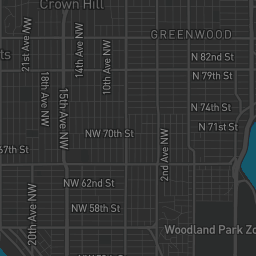 Crown Hill
GREENWOOD
21st Ave NW
14th Ave NW
10th Ave NW
N 82nd St
N 79th St
18th Ave NW
15th Ave NW
N 74th St
N 71st St
NW 70th St
67th St
2nd Ave NW
NW 62nd St
20th Ave NW
NW 58th St
Woodland Park Zo